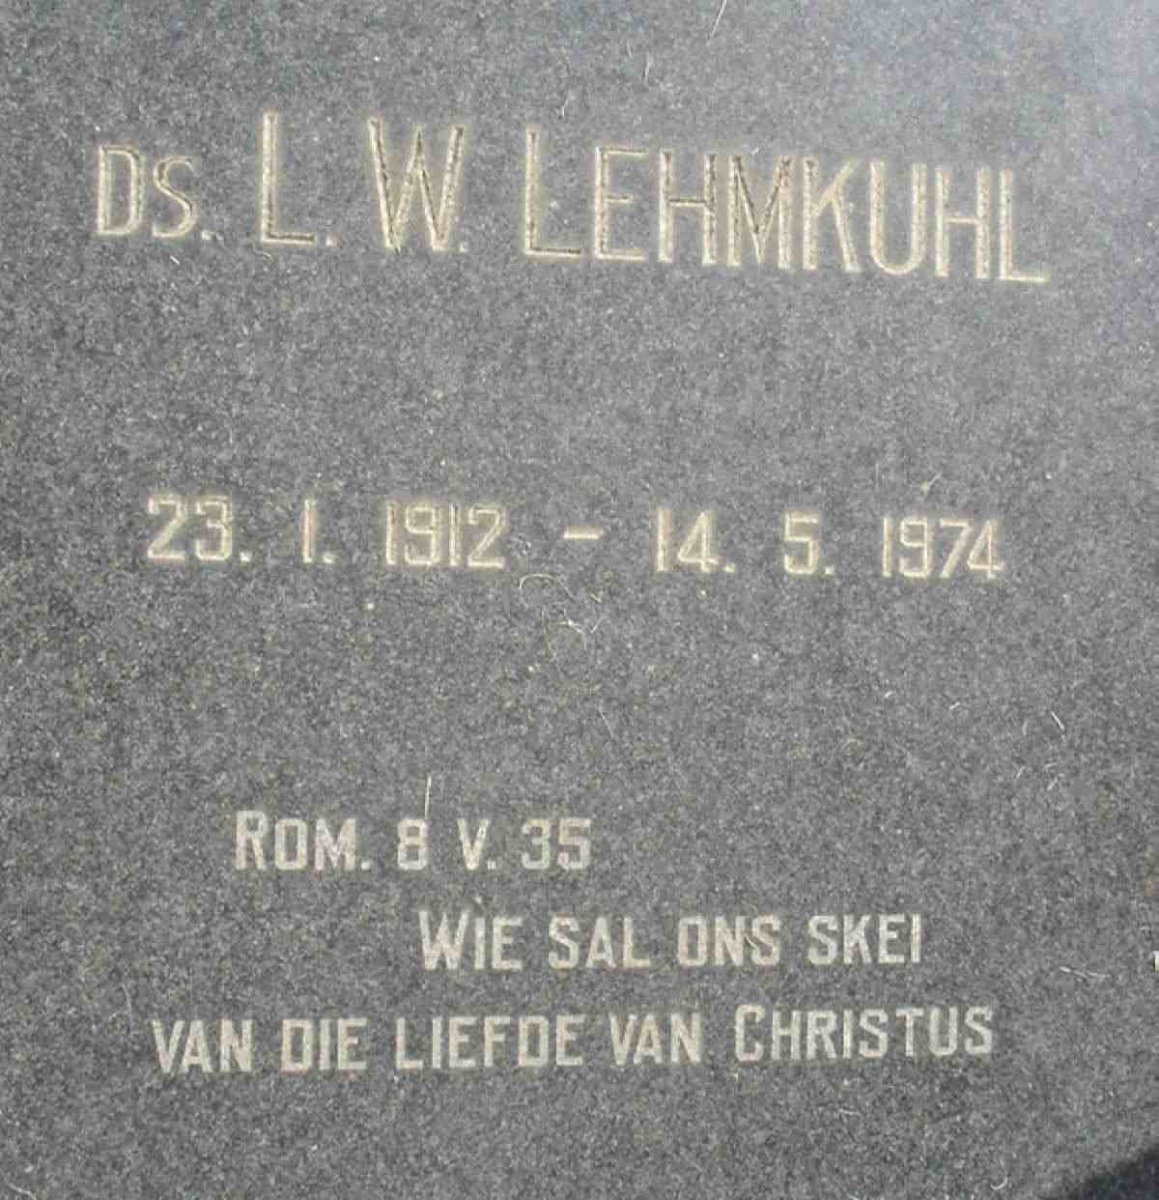 Ds. L. W. LEHMKUHL
23. 1. 1912 - 14. 5. 1974
ROM. 8 V. 35
WIE SAL ONS SKEI
VAN DIE LIEFDE VAN CHRISTUS